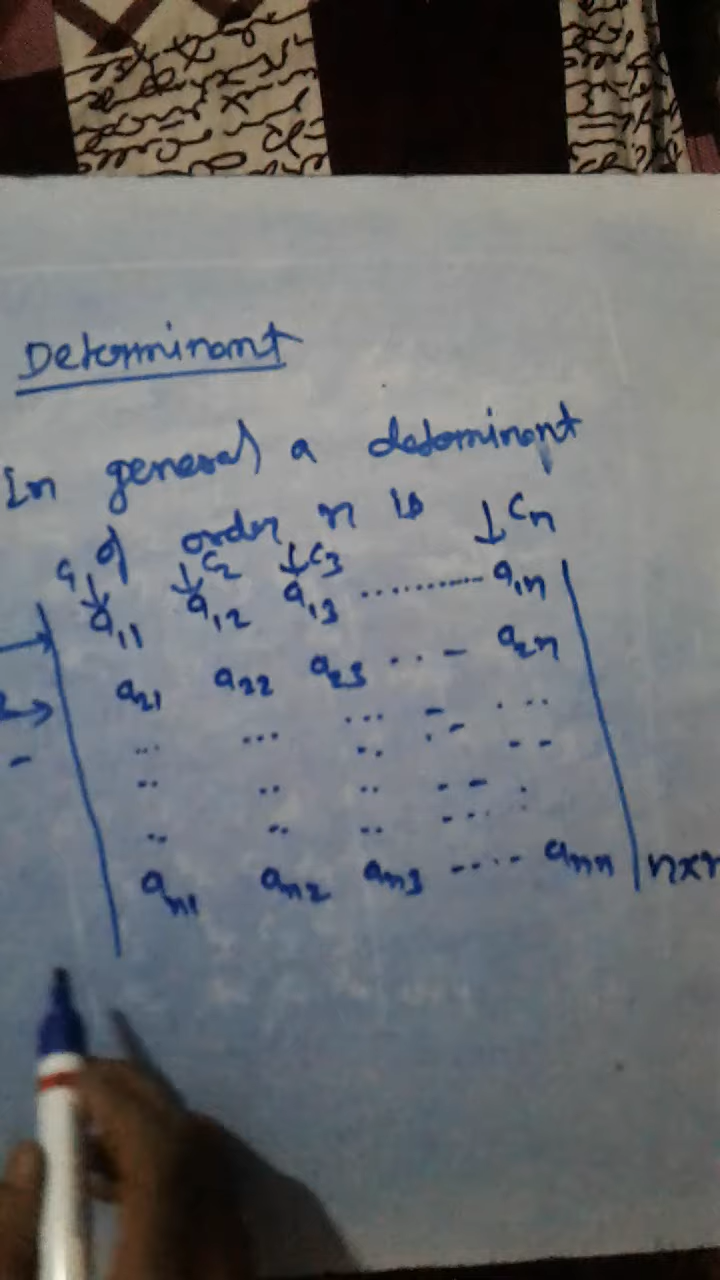 Determinant
In general a determinant
of order n is
C1 ↓ ↓ C2 ↓ C3 ↓ Cn
→ a11 a12 a13 .......... a1n
→ a21 a22 a23 ...- a2n
- ... ... ... - ...
.. .. .. -- :
.. .. .. ....
an1 an2 an3 ----- ann n×n